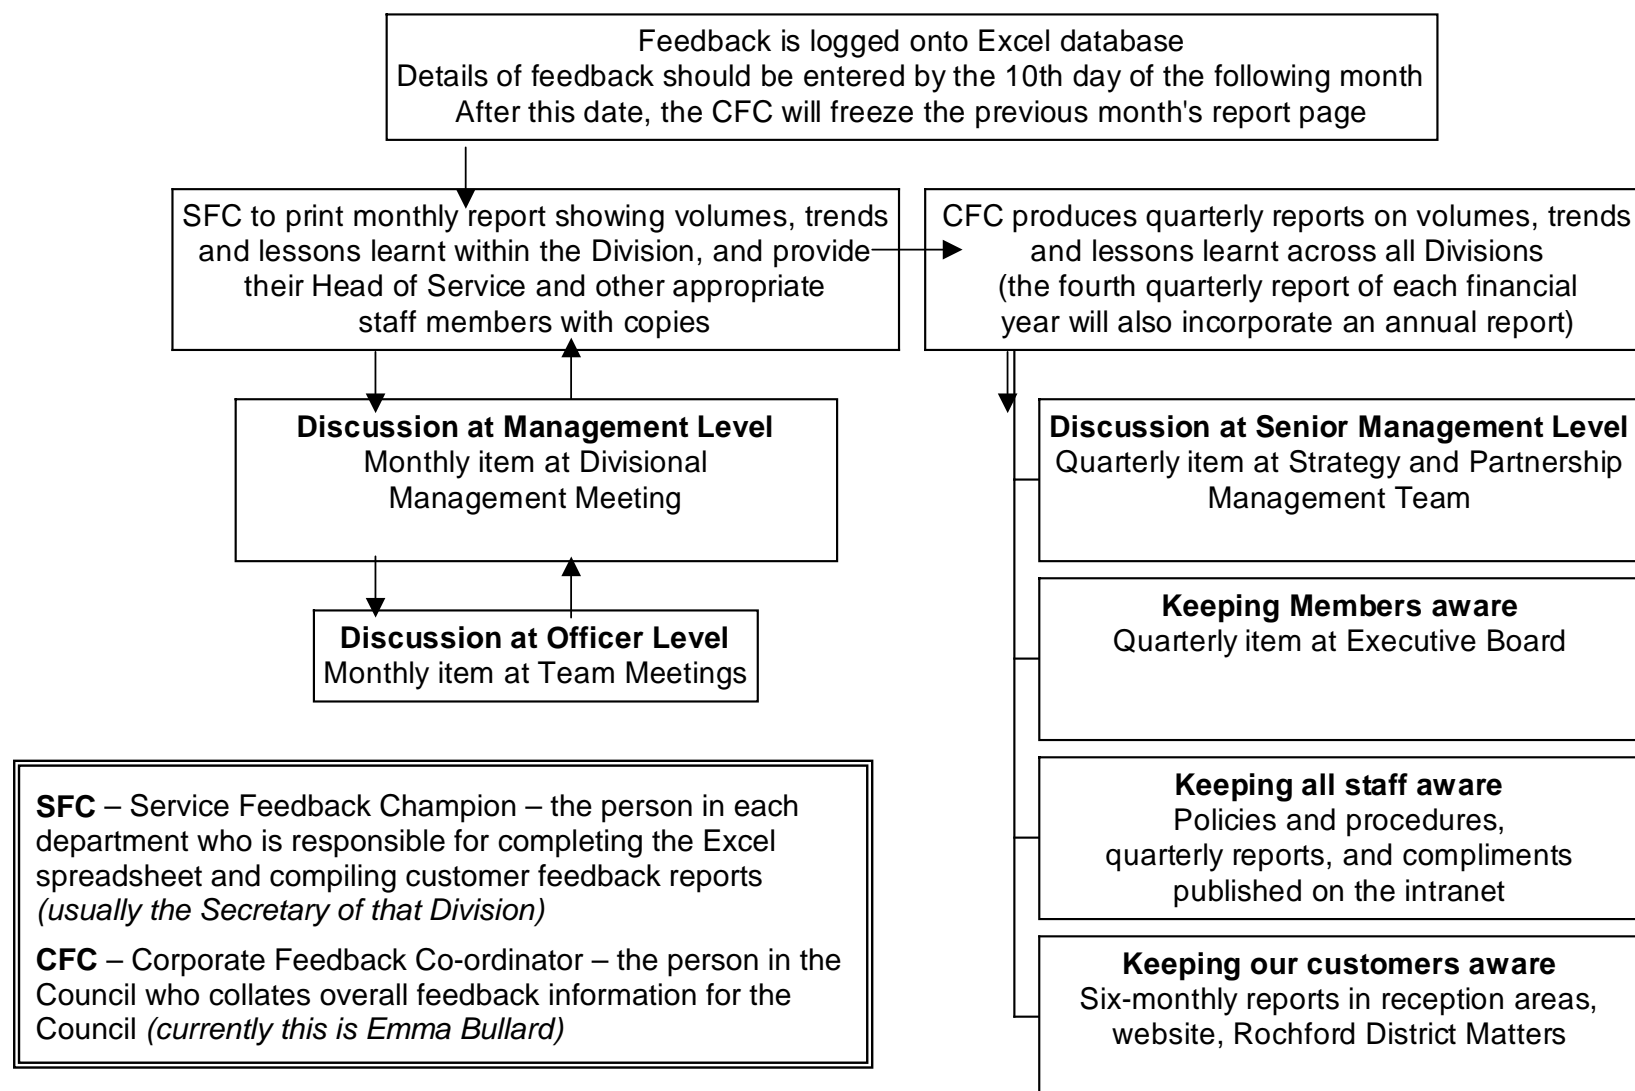 Feedback is logged onto Excel database
Details of feedback should be entered by the 10th day of the following month
After this date, the CFC will freeze the previous month's report page
SFC to print monthly report showing volumes, trends
and lessons learnt within the Division, and provide
their Head of Service and other appropriate
staff members with copies
CFC produces quarterly reports on volumes, trends
and lessons learnt across all Divisions
(the fourth quarterly report of each financial
year will also incorporate an annual report)
Discussion at Management Level
Monthly item at Divisional
Management Meeting
Discussion at Officer Level
Monthly item at Team Meetings
Discussion at Senior Management Level
Quarterly item at Strategy and Partnership
Management Team
Keeping Members aware
Quarterly item at Executive Board
Keeping all staff aware
Policies and procedures,
quarterly reports, and compliments
published on the intranet
Keeping our customers aware
Six-monthly reports in reception areas,
website, Rochford District Matters
SFC – Service Feedback Champion – the person in each
department who is responsible for completing the Excel
spreadsheet and compiling customer feedback reports
(usually the Secretary of that Division)
CFC – Corporate Feedback Co-ordinator – the person in the
Council who collates overall feedback information for the
Council (currently this is Emma Bullard)